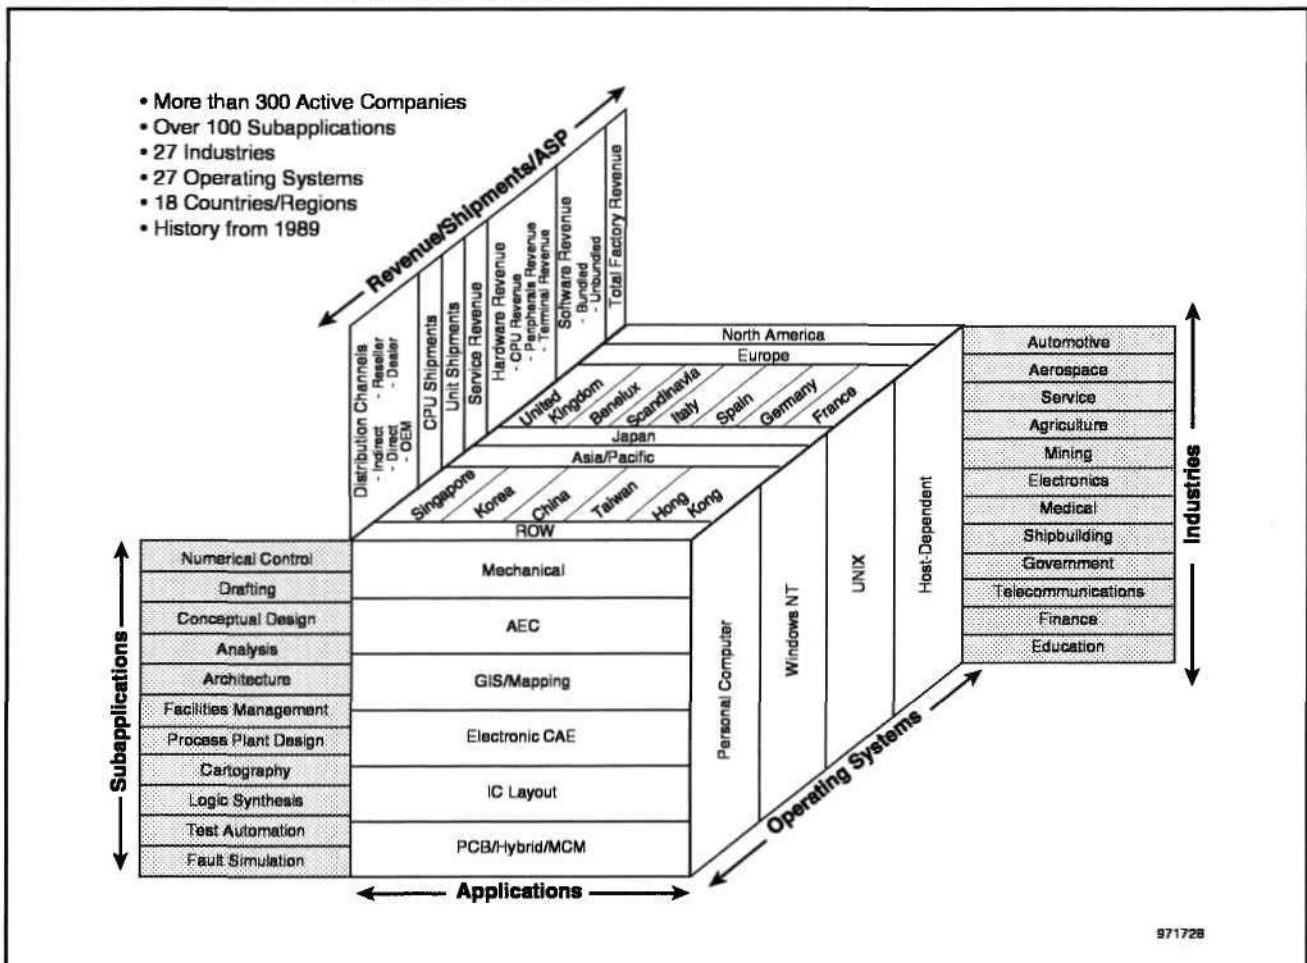 • More than 300 Active Companies
• Over 100 Subapplications
• 27 Industries
• 27 Operating Systems
• 18 Countries/Regions
• History from 1989
Revenue/Shipments/ASP
Distribution Channels
- Indirect - Reseller
- Direct - Dealer
- OEM
CPU Shipments
Unit Shipments
Service Revenue
Hardware Revenue
- CPU Revenue
- Peripherals Revenue
- Terminal Revenue
Software Revenue
- Bundled
- Unbundled
Total Factory Revenue
North America
Europe
United Kingdom
Benelux
Scandinavia
Italy
Spain
Germany
France
Japan
Asia/Pacific
Singapore
Korea
China
Taiwan
Hong Kong
ROW
Subapplications
Numerical Control
Drafting
Conceptual Design
Analysis
Architecture
Facilities Management
Process Plant Design
Cartography
Logic Synthesis
Test Automation
Fault Simulation
Mechanical
AEC
GIS/Mapping
Electronic CAE
IC Layout
PCB/Hybrid/MCM
Applications
Personal Computer
Windows NT
UNIX
Host-Dependent
Operating Systems
Automotive
Aerospace
Service
Agriculture
Mining
Electronics
Medical
Shipbuilding
Government
Telecommunications
Finance
Education
Industries
971728